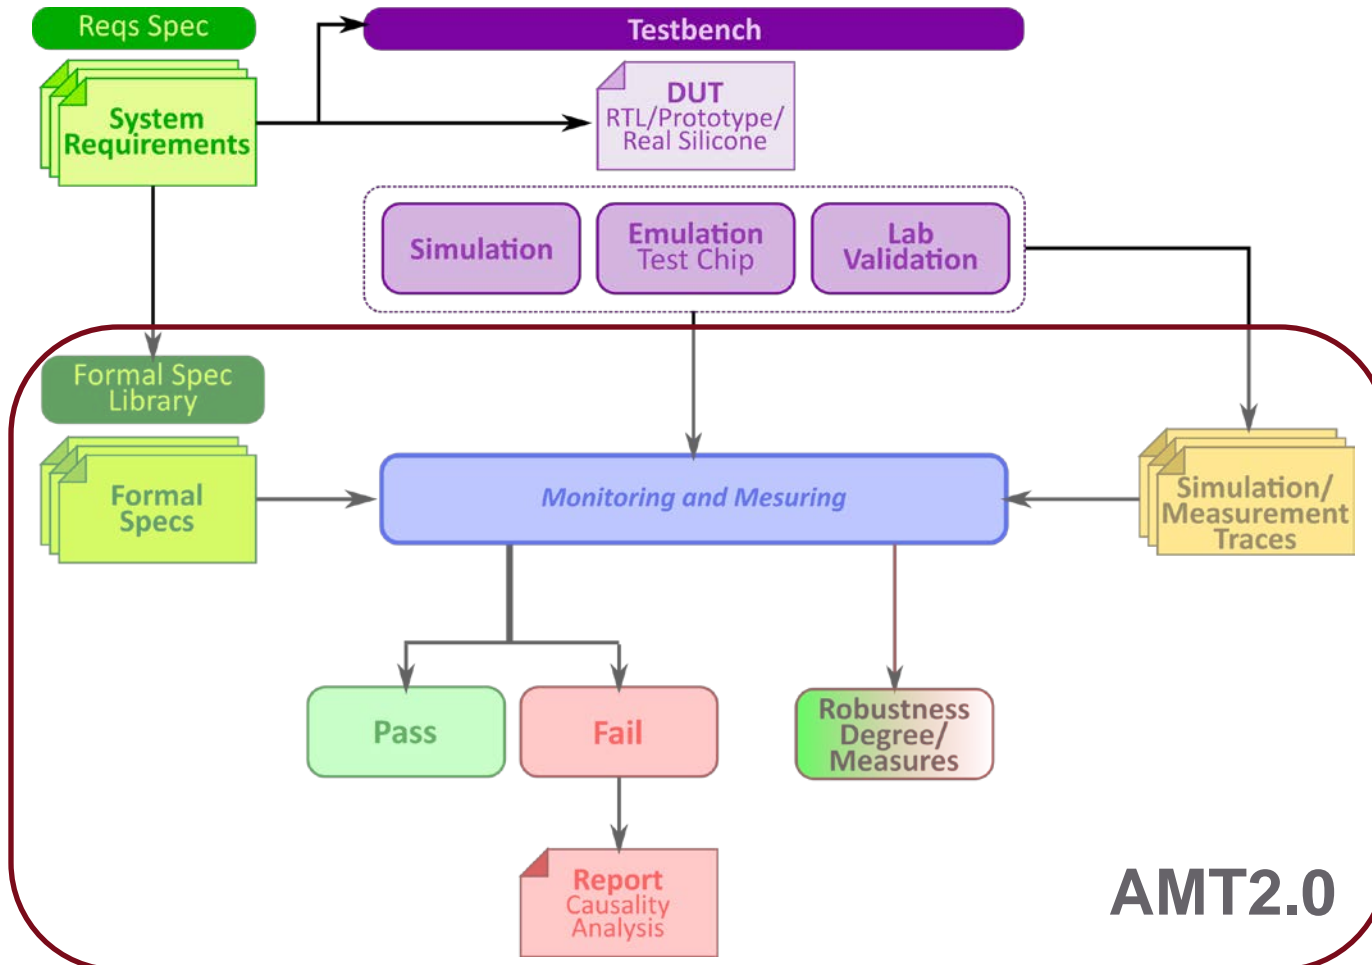 Reqs Spec
Testbench
System
Requirements
DUT
RTL/Prototype/
Real Silicone
Simulation
Emulation
Test Chip
Lab
Validation
Formal Spec
Library
Formal
Specs
Monitoring and Mesuring
Simulation/
Measurement
Traces
Pass
Fail
Robustness
Degree/
Measures
Report
Causality
Analysis
AMT2.0